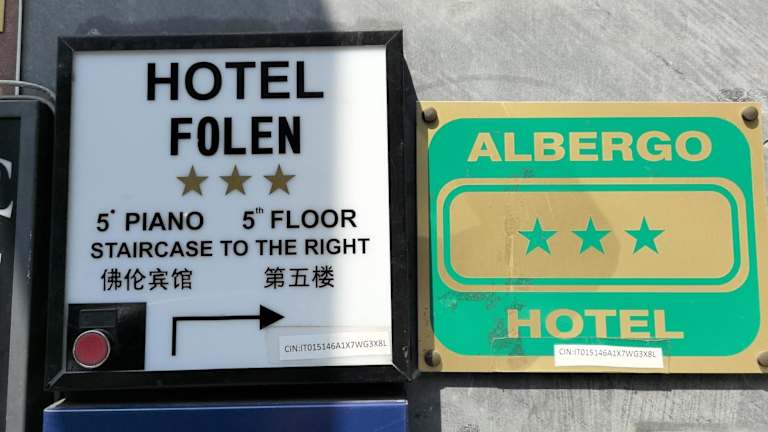 HOTEL
FOLEN
5° PIANO 5th FLOOR
STAIRCASE TO THE RIGHT
佛伦宾馆 第五楼
CIN:IT015146A1X7WG3X8L
ALBERGO
HOTEL
CIN:IT015146A1X7WG3X8L